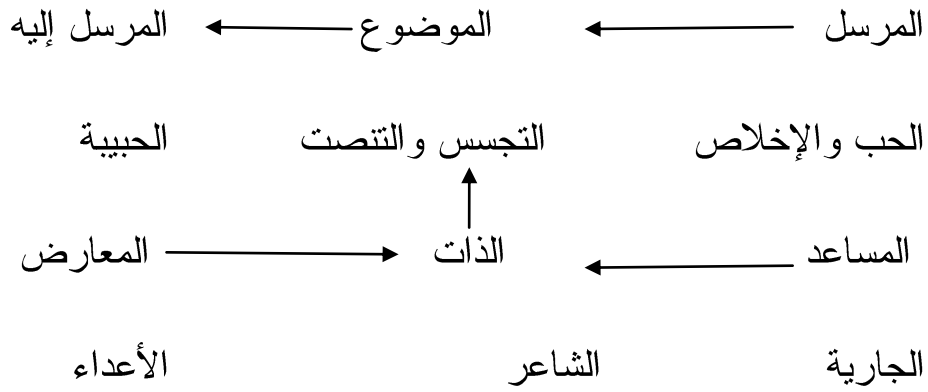 المرسل الموضوع المرسل إليه
الحب والإخلاص التجسس والتنصت الحبيبة
المساعد الذات المعارض
الجارية الشاعر الأعداء